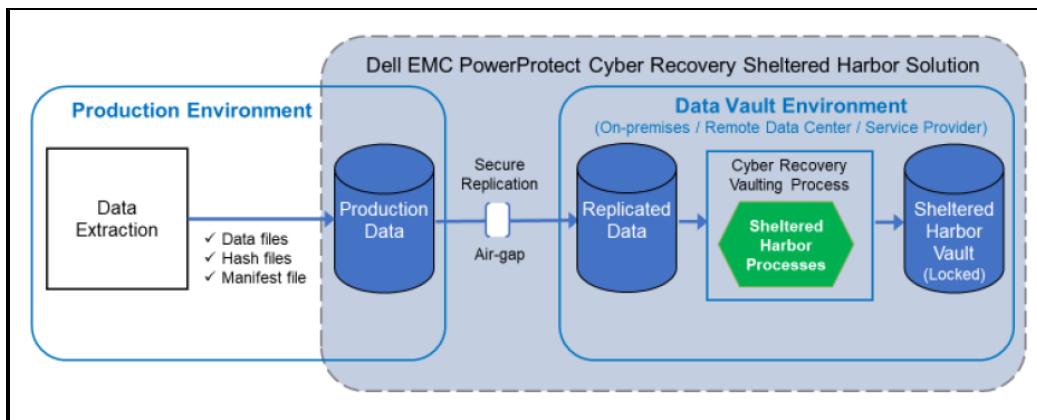 Dell EMC PowerProtect Cyber Recovery Sheltered Harbor Solution
Production Environment
Data Extraction
✓ Data files
✓ Hash files
✓ Manifest file
Production
Data
Secure
Replication
Air-gap
Data Vault Environment
(On-premises / Remote Data Center / Service Provider)
Replicated
Data
Cyber Recovery
Vaulting Process
Sheltered
Harbor
Processes
Sheltered
Harbor
Vault
(Locked)